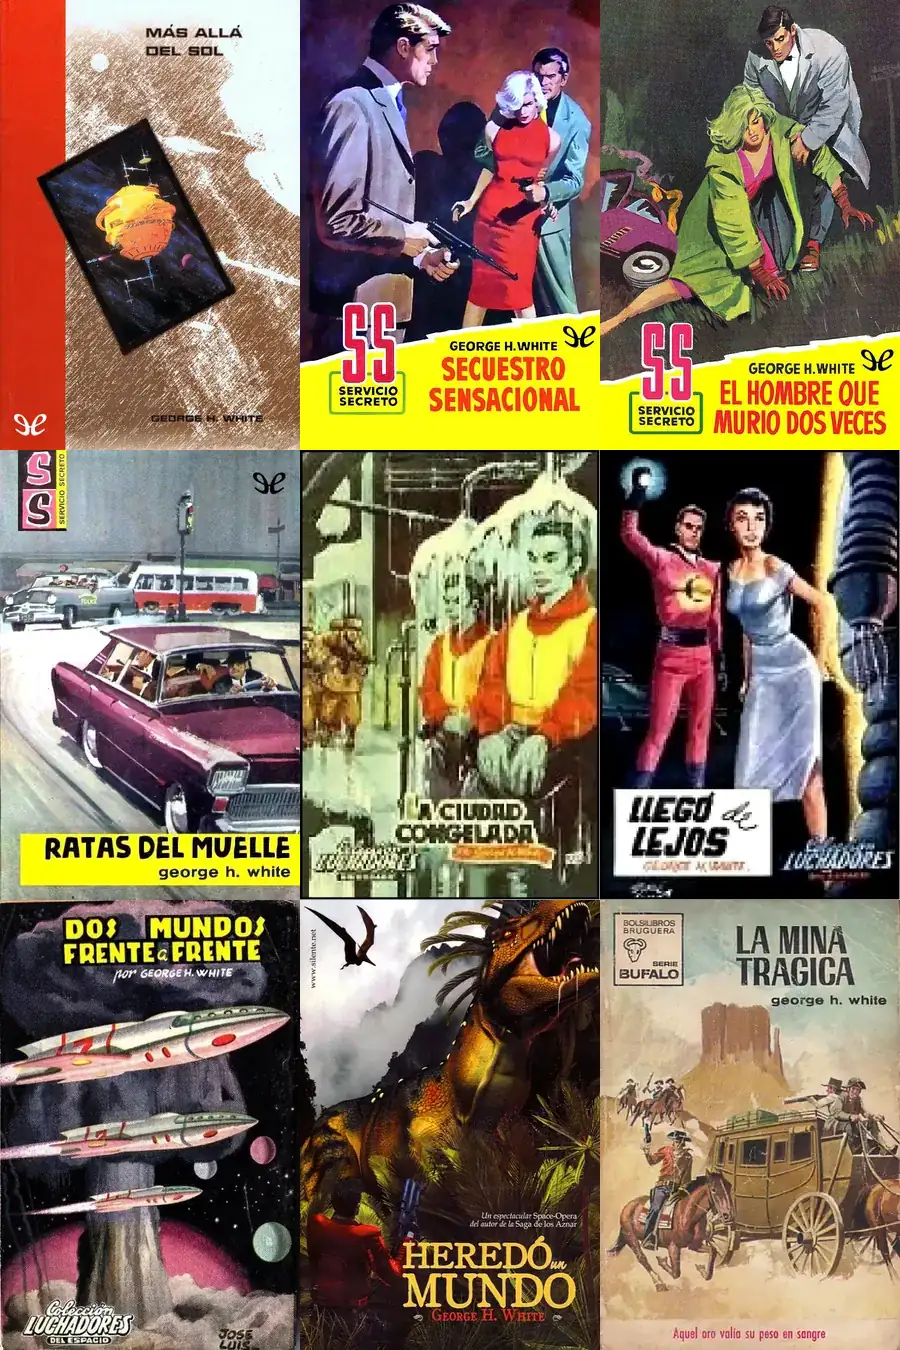 MÁS ALLÁ
DEL SOL
GEORGE H. WHITE
SS
SERVICIO
SECRETO
GEORGE H. WHITE
SECUESTRO
SENSACIONAL
SS
SERVICIO
SECRETO
GEORGE H. WHITE
EL HOMBRE QUE
MURIO DOS VECES
SS
SERVICIO SECRETO
RATAS DEL MUELLE
george h. white
LA CIUDAD
CONGELADA
LUCHADORES
LLEGÓ de
LEJOS
GEORGE H. WHITE
Colección
LUCHADORES
DOS MUNDOS
FRENTE a FRENTE
por GEORGE H. WHITE
Colección
LUCHADORES
DEL ESPACIO
JOSE
LUIS
www.silente.net
Un espectacular Space-Opera
del autor de la Saga de los Aznar
HEREDÓ un
MUNDO
GEORGE H. WHITE
BOLSILIBROS
BRUGUERA
SERIE
BUFALO
LA MINA
TRAGICA
george h. white
Aquel oro valía su peso en sangre